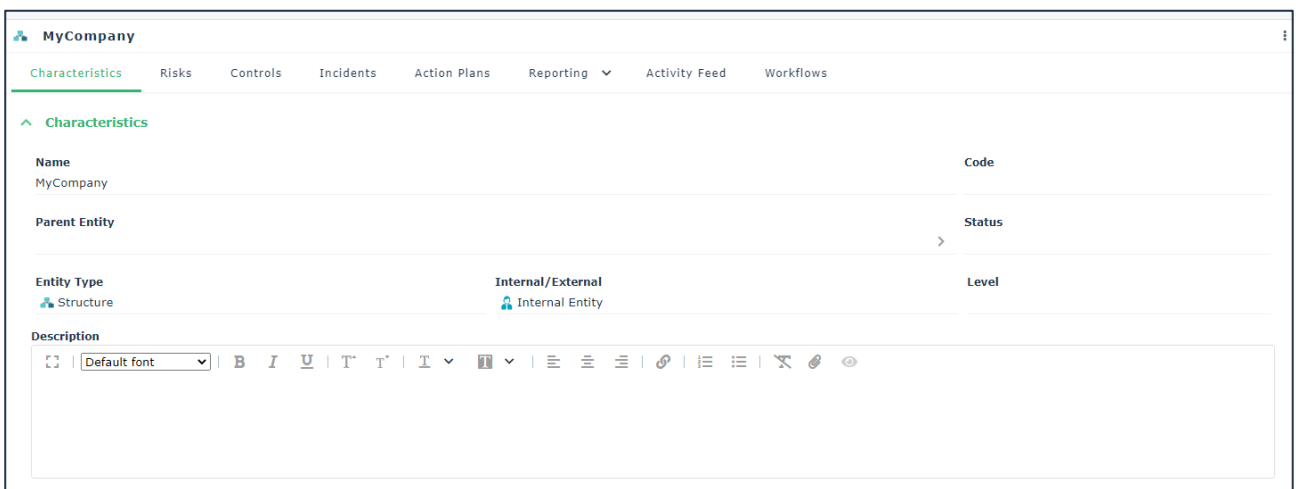 MyCompany
Characteristics Risks Controls Incidents Action Plans Reporting Activity Feed Workflows
Characteristics
Name Code
MyCompany
Parent Entity Status
Entity Type Internal/External Level
Structure Internal Entity
Description
Default font B I U T T T T